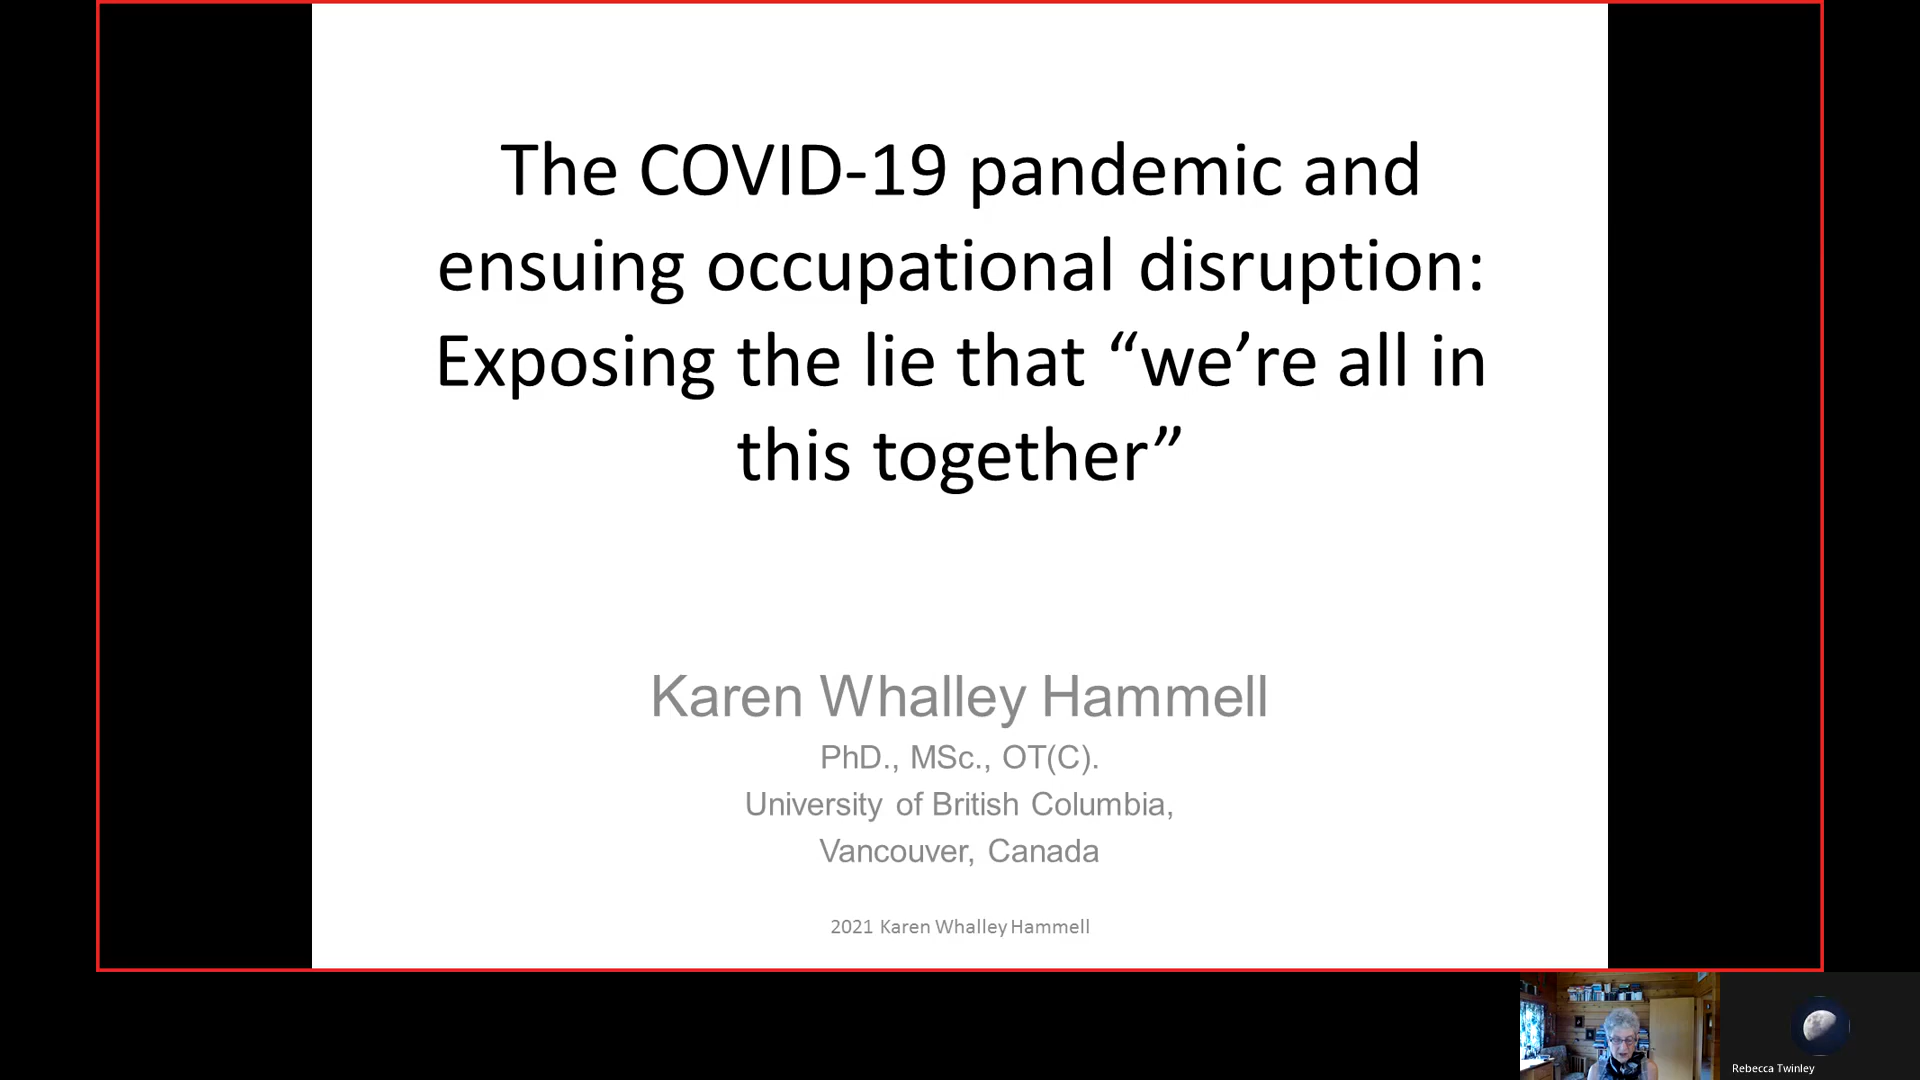 The COVID-19 pandemic and
ensuing occupational disruption:
Exposing the lie that “we’re all in
this together”
Karen Whalley Hammell
PhD., MSc., OT(C).
University of British Columbia,
Vancouver, Canada
2021 Karen Whalley Hammell
Rebecca Twinley